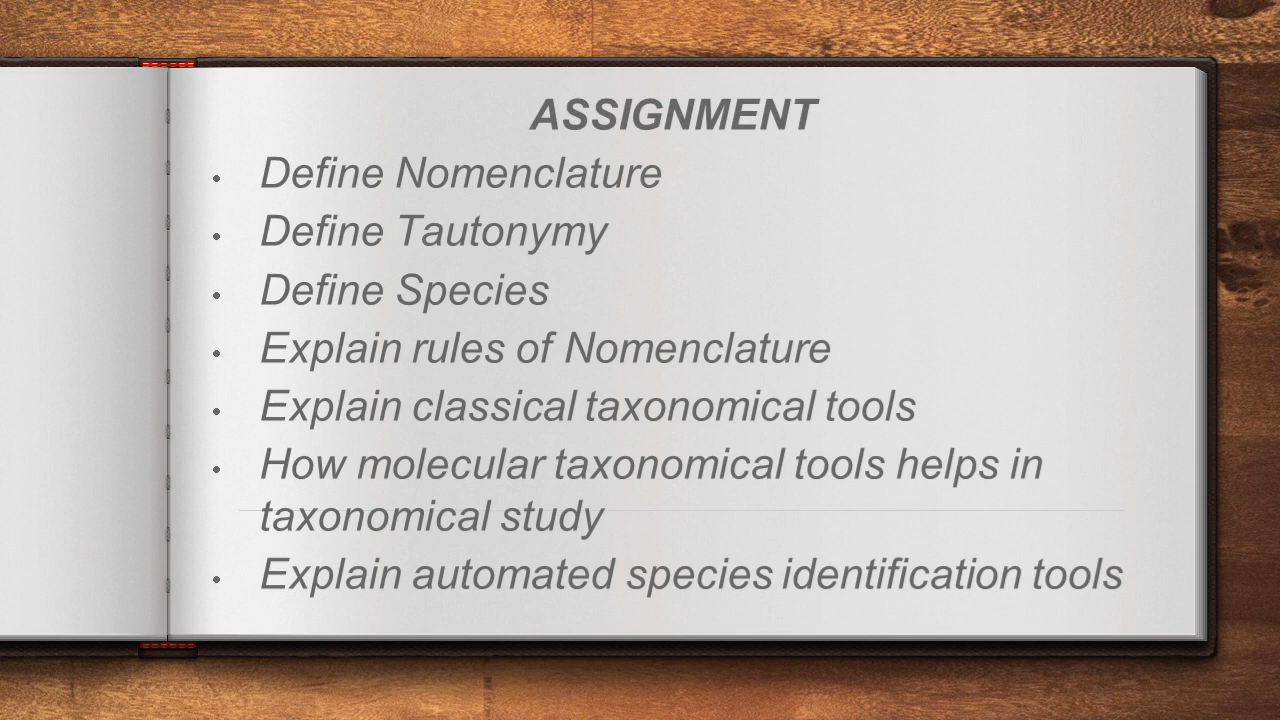 ASSIGNMENT
• Define Nomenclature
• Define Tautonymy
• Define Species
• Explain rules of Nomenclature
• Explain classical taxonomical tools
• How molecular taxonomical tools helps in
taxonomical study
• Explain automated species identification tools